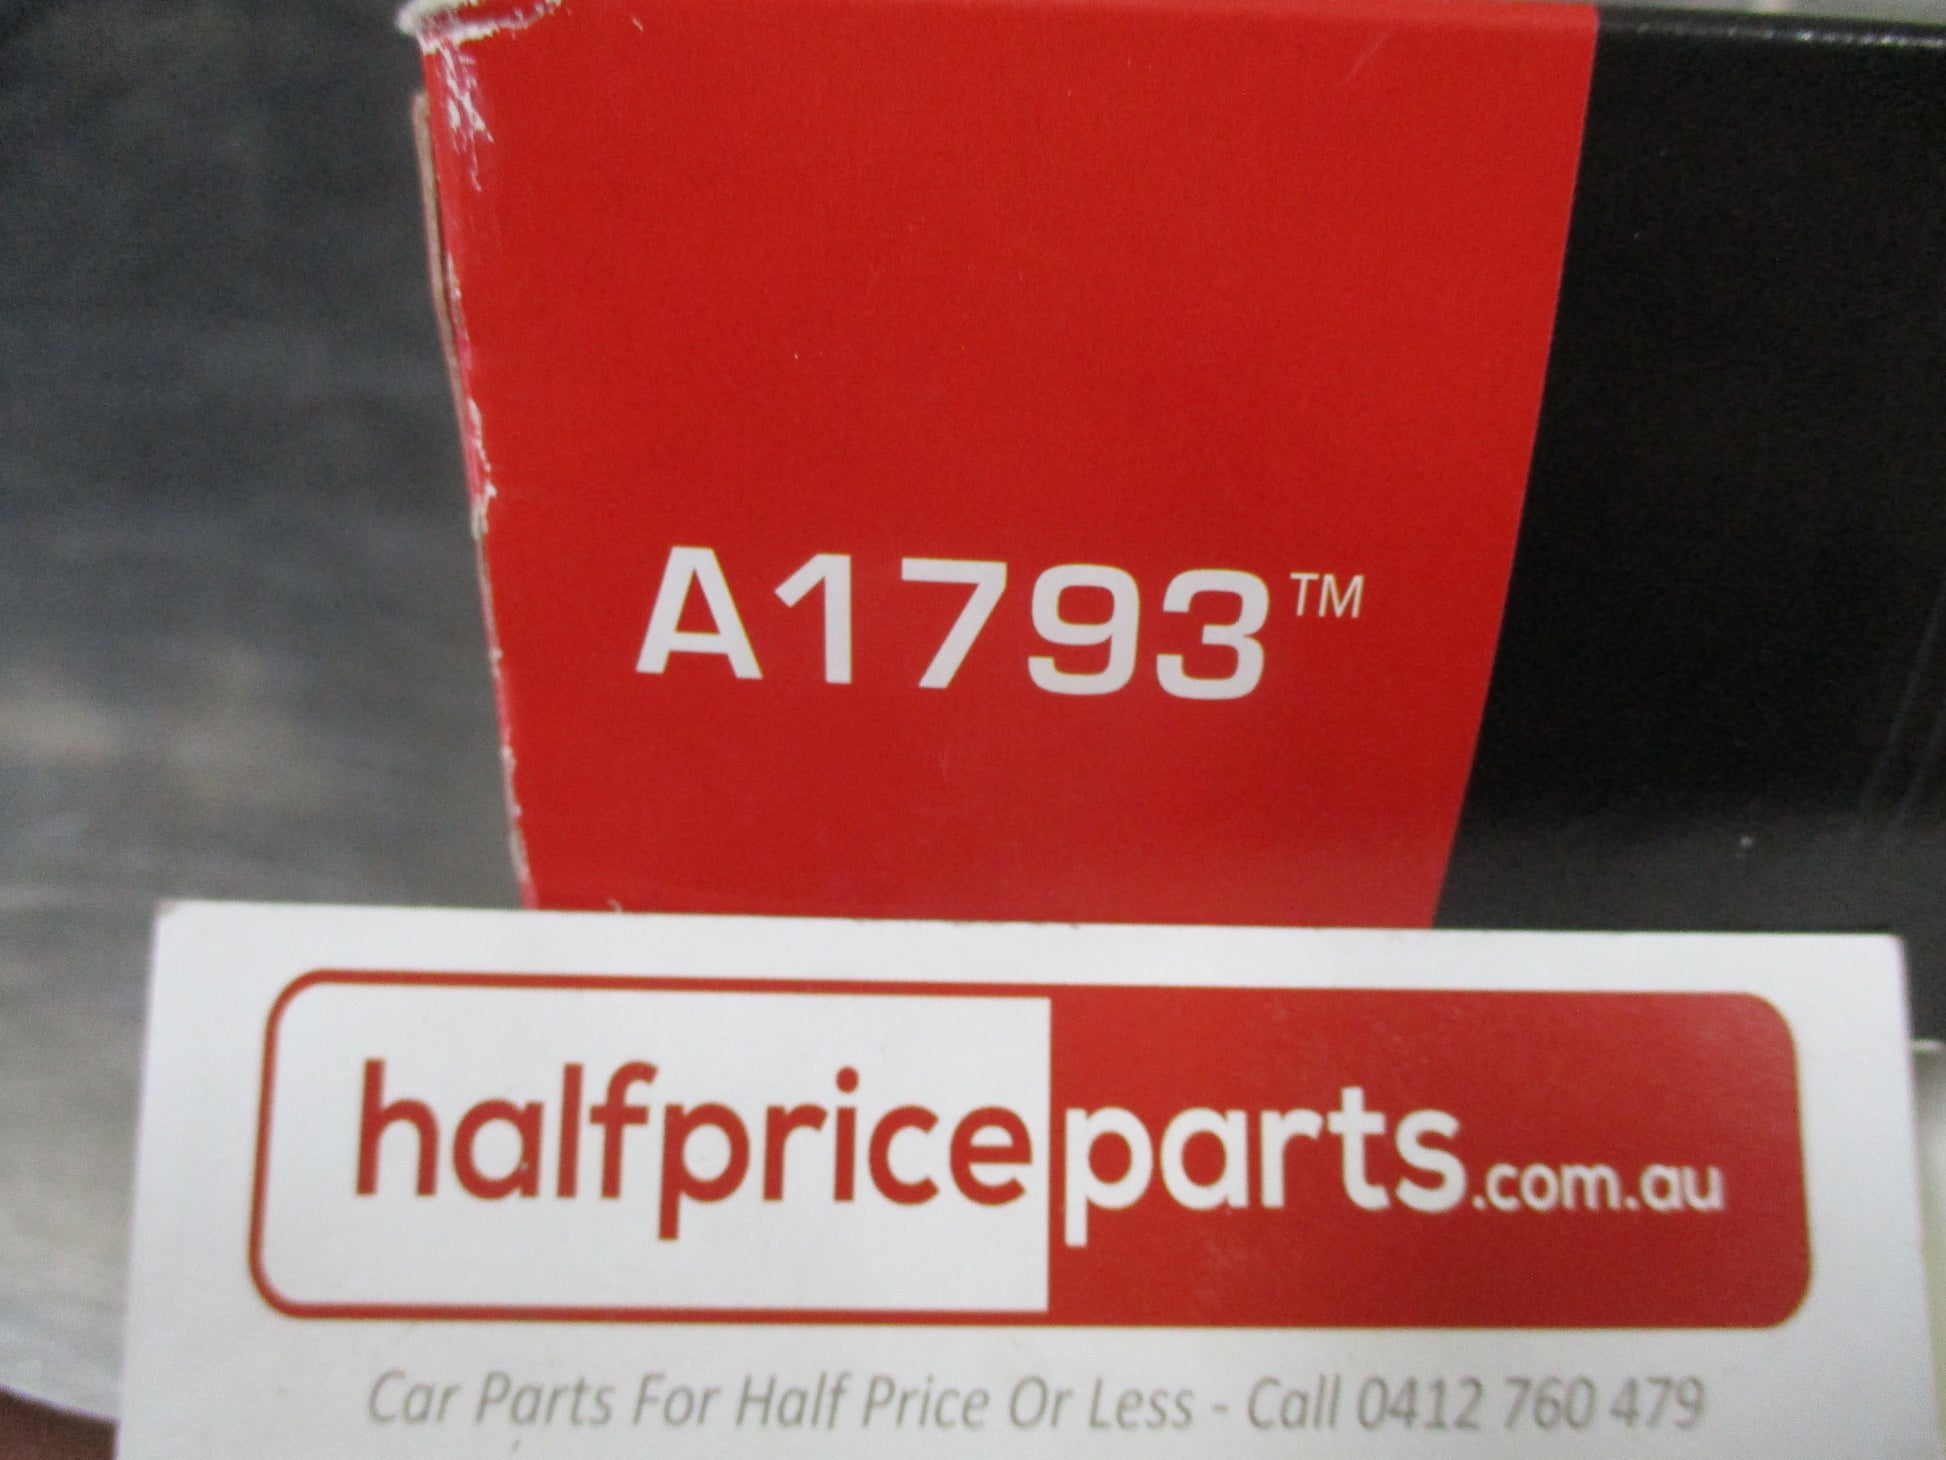 A1793™
halfpriceparts.com.au
Car Parts For Half Price Or Less - Call 0412 760 479